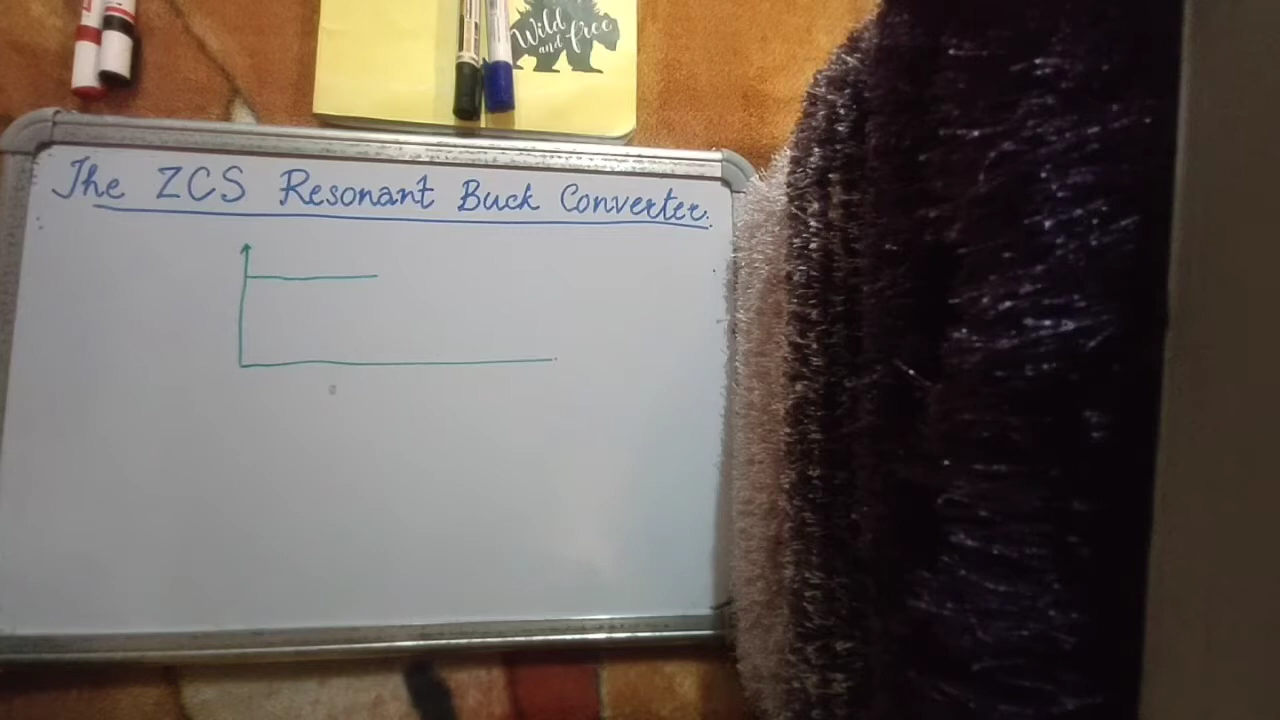 Wild
and free
The ZCS Resonant Buck Converter.